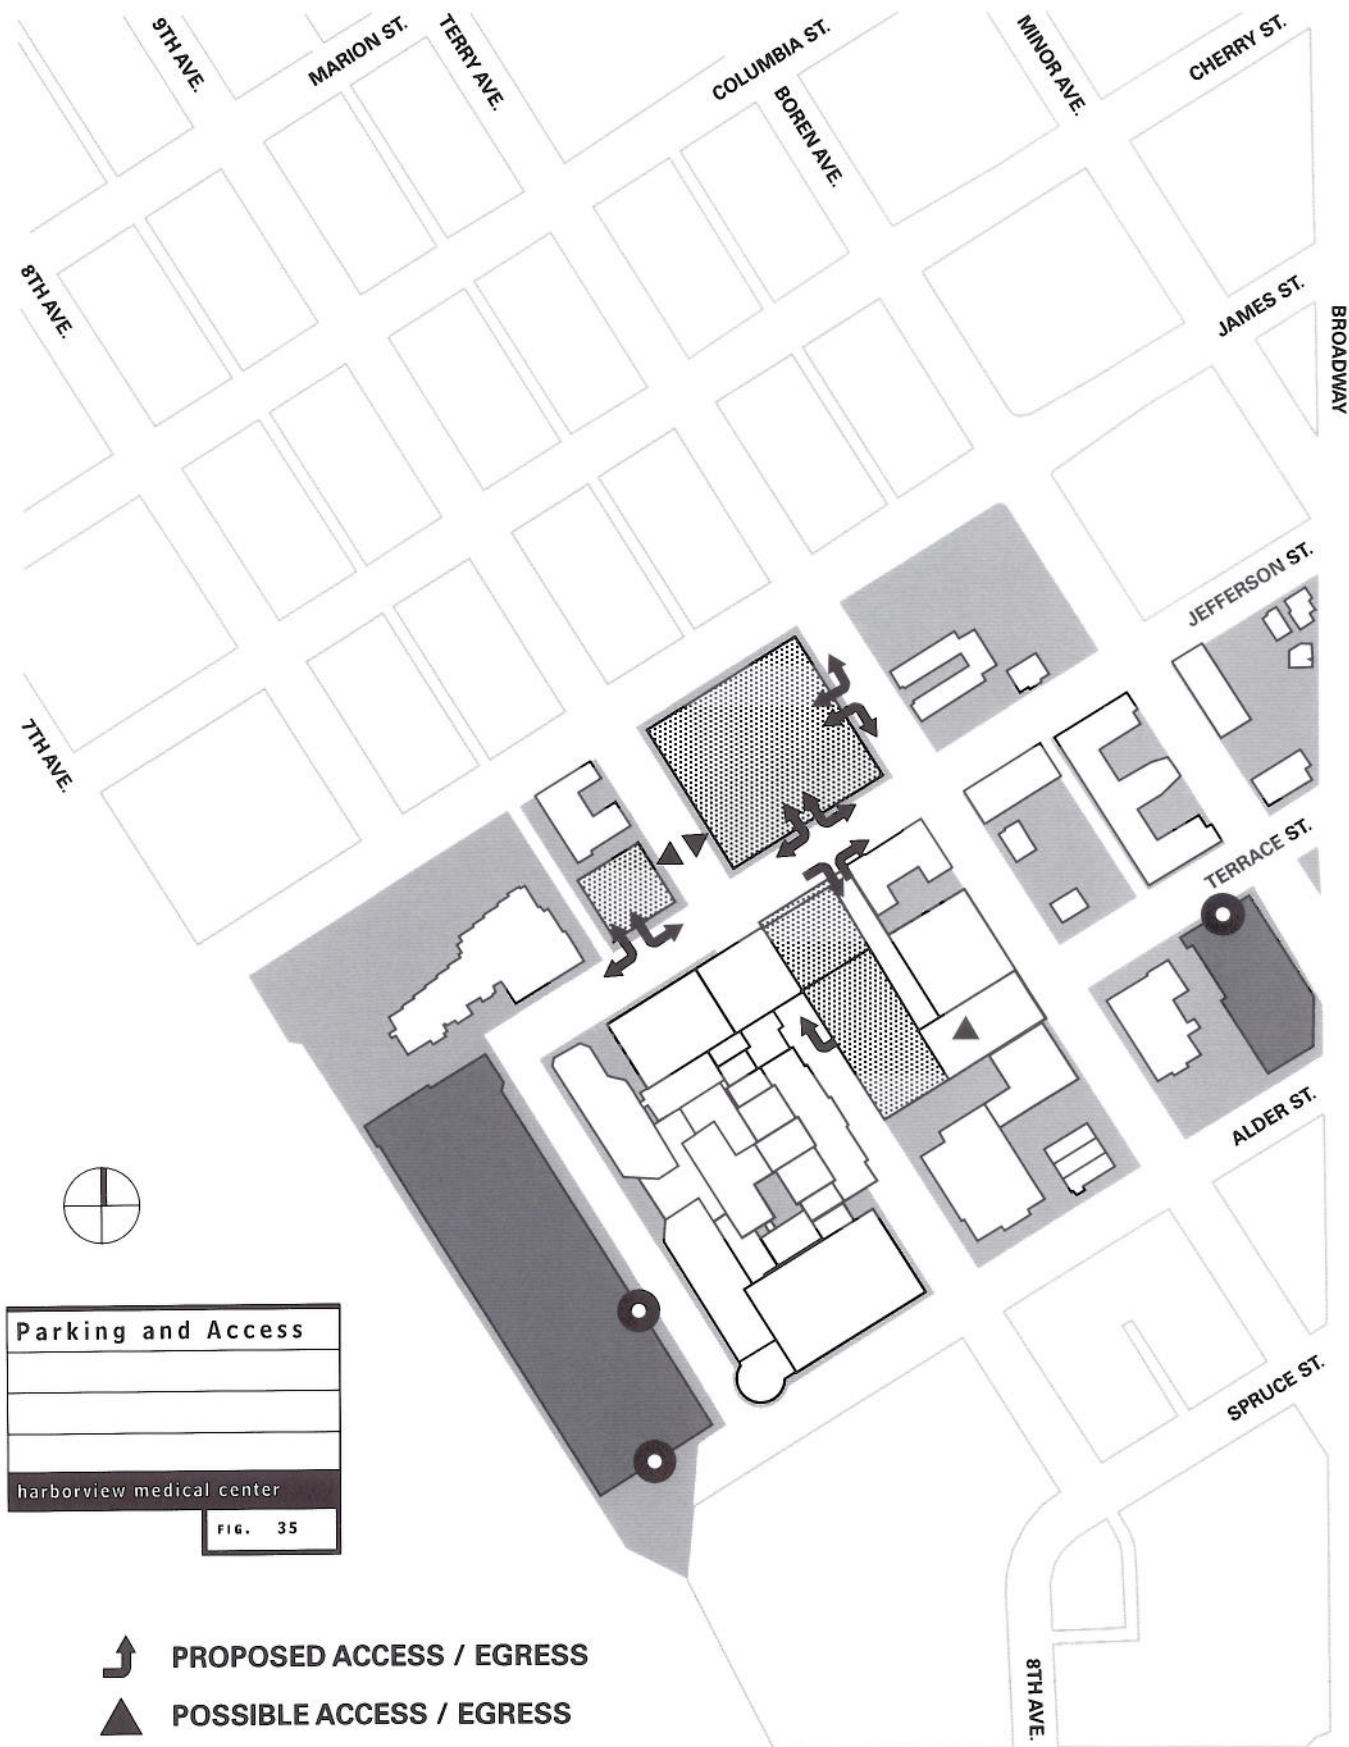 9TH AVE.
MARION ST.
TERRY AVE.
COLUMBIA ST.
BOREN AVE.
MINOR AVE.
CHERRY ST.
8TH AVE.
JAMES ST.
BROADWAY
JEFFERSON ST.
7TH AVE.
TERRACE ST.
ALDER ST.
SPRUCE ST.
8TH AVE.
Parking and Access
harborview medical center
FIG. 35
PROPOSED ACCESS / EGRESS
POSSIBLE ACCESS / EGRESS